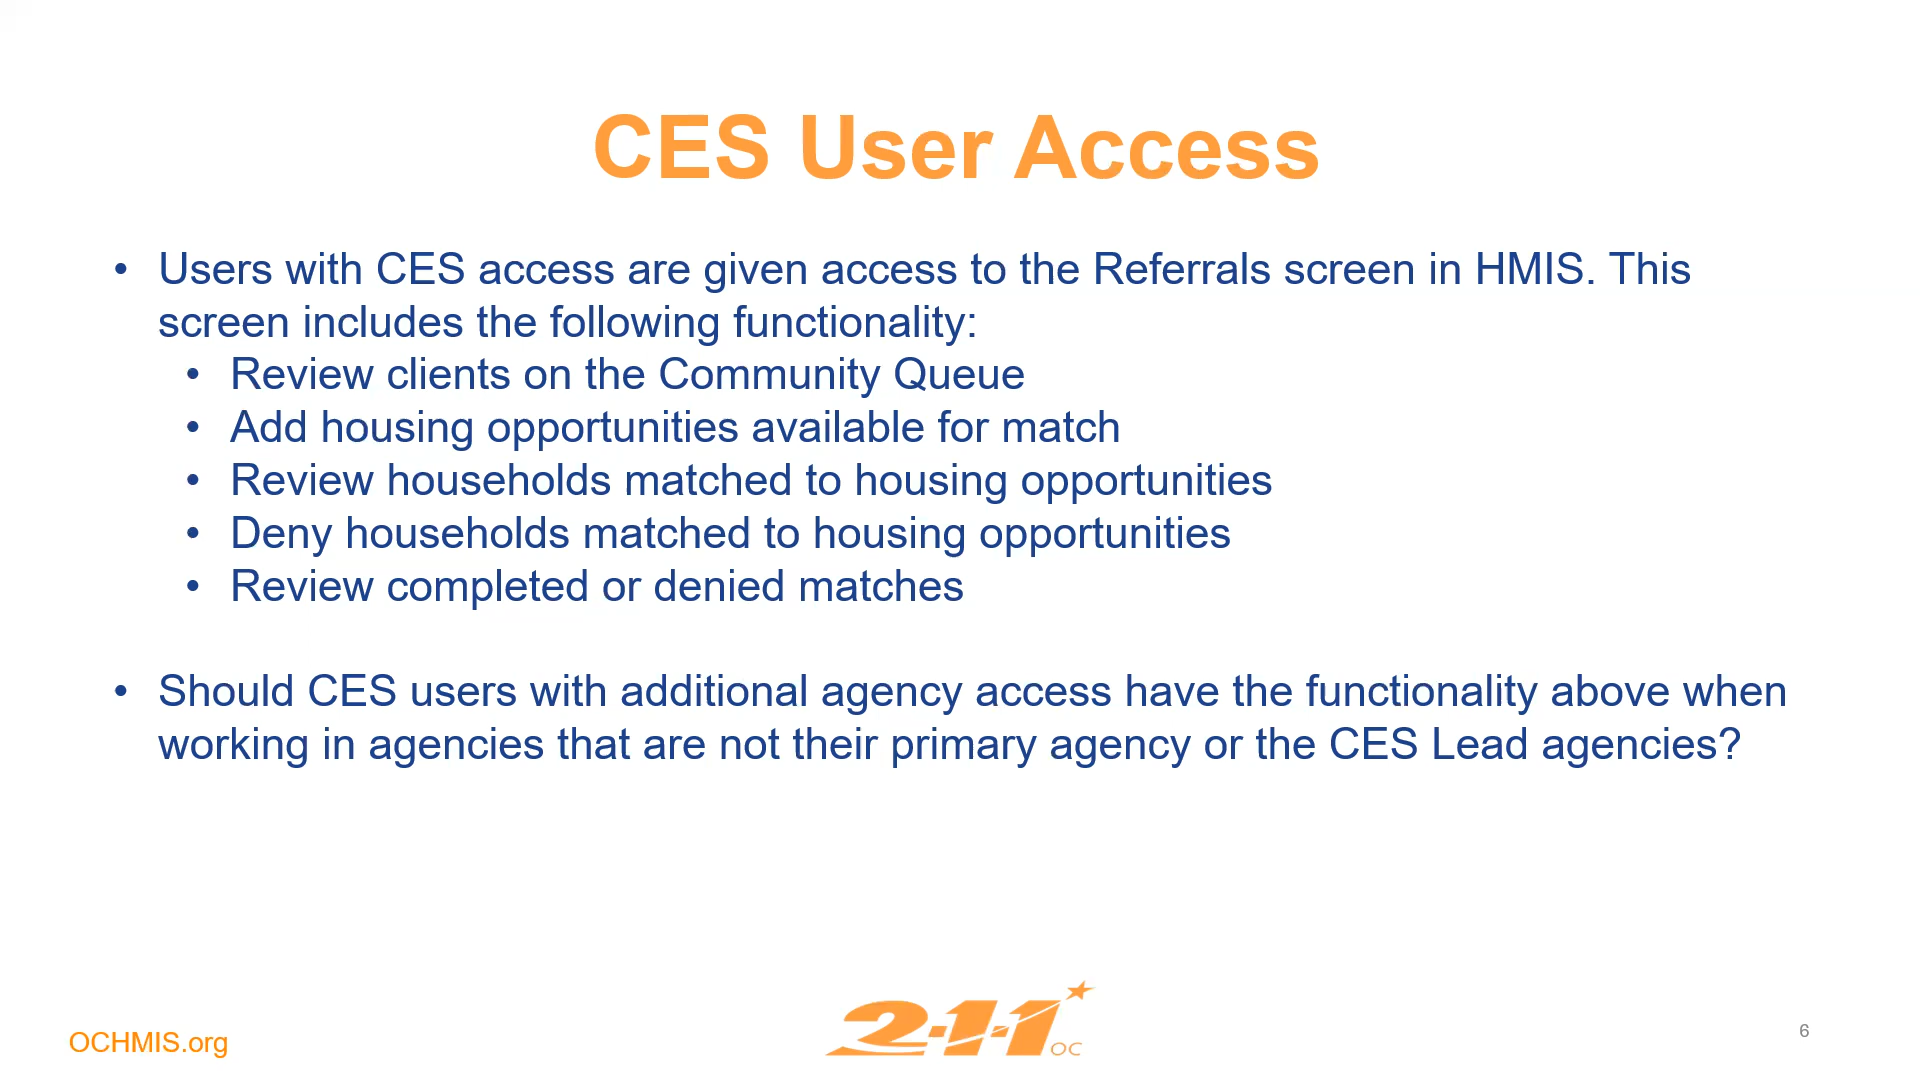 CES User Access
• Users with CES access are given access to the Referrals screen in HMIS. This
screen includes the following functionality:
• Review clients on the Community Queue
• Add housing opportunities available for match
• Review households matched to housing opportunities
• Deny households matched to housing opportunities
• Review completed or denied matches
• Should CES users with additional agency access have the functionality above when
working in agencies that are not their primary agency or the CES Lead agencies?
OCHMIS.org
2-1-1 OC
6